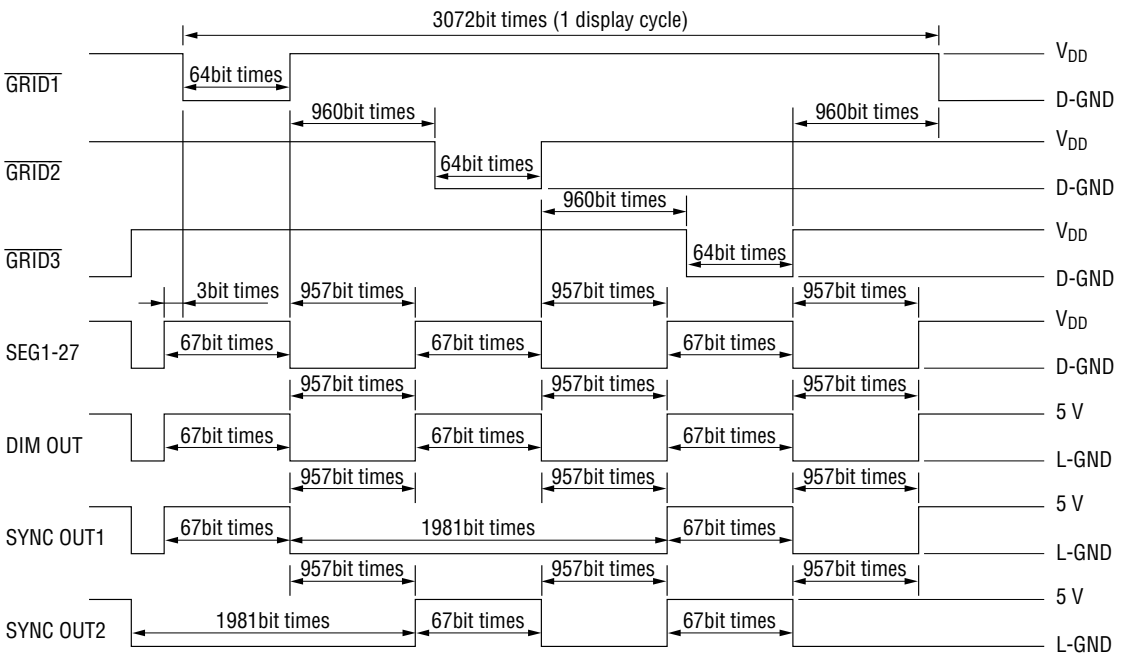 3072bit times (1 display cycle)
GRID1
64bit times
VDD
D-GND
960bit times
960bit times
GRID2
64bit times
VDD
D-GND
960bit times
GRID3
64bit times
VDD
D-GND
3bit times
957bit times
957bit times
957bit times
SEG1-27
67bit times
67bit times
67bit times
VDD
D-GND
957bit times
957bit times
957bit times
DIM OUT
67bit times
67bit times
67bit times
5 V
L-GND
957bit times
957bit times
957bit times
SYNC OUT1
67bit times
1981bit times
67bit times
5 V
L-GND
957bit times
957bit times
957bit times
SYNC OUT2
1981bit times
67bit times
67bit times
5 V
L-GND